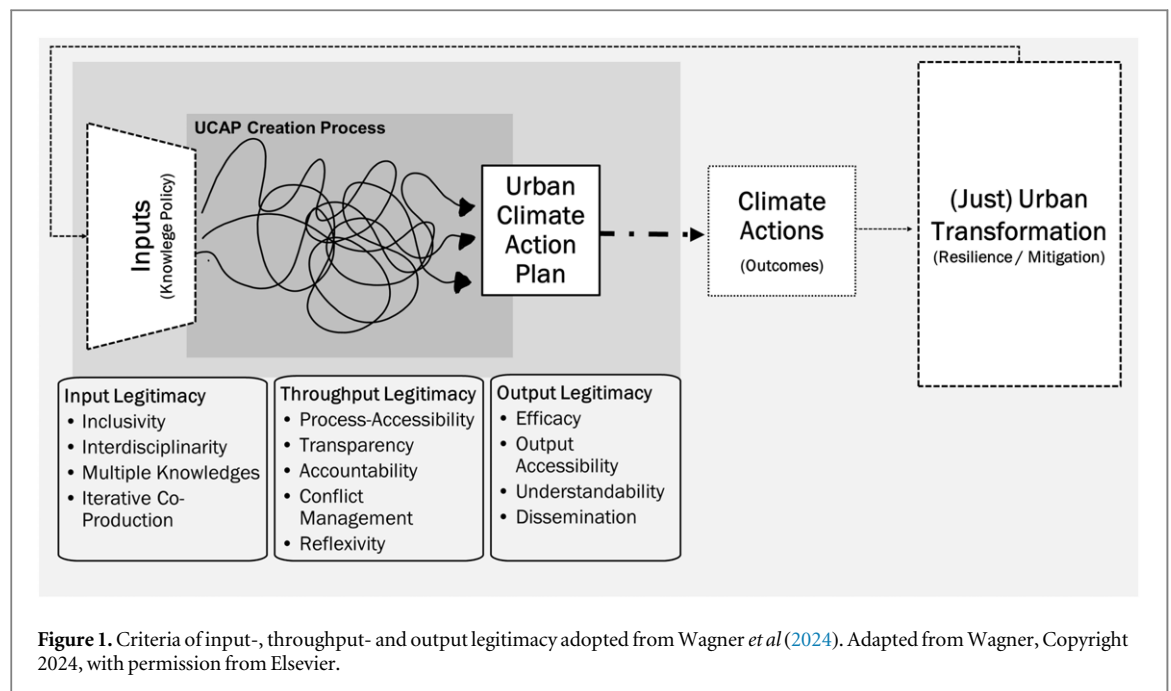 UCAP Creation Process
Inputs
(Knowlege Policy)
Urban
Climate
Action
Plan
Climate
Actions
(Outcomes)
(Just) Urban
Transformation
(Resilience / Mitigation)
Input Legitimacy
• Inclusivity
• Interdisciplinarity
• Multiple Knowledges
• Iterative Co-
Production
Throughput Legitimacy
• Process-Accessibility
• Transparency
• Accountability
• Conflict
Management
• Reflexivity
Output Legitimacy
• Efficacy
• Output
Accessibility
• Understandability
• Dissemination
Figure 1. Criteria of input-, throughput- and output legitimacy adopted from Wagner et al (2024). Adapted from Wagner, Copyright
2024, with permission from Elsevier.